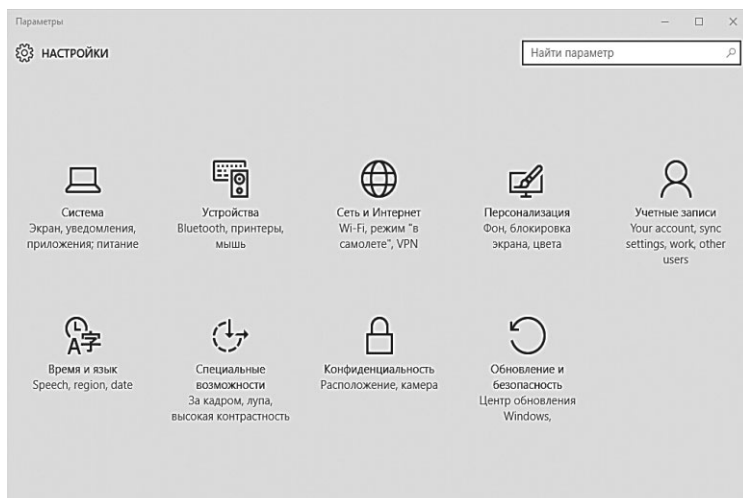 Параметры
НАСТРОЙКИ
Найти параметр
Система
Экран, уведомления,
приложения; питание
Устройства
Bluetooth, принтеры,
мышь
Сеть и Интернет
Wi-Fi, режим "в
самолете", VPN
Персонализация
Фон, блокировка
экрана, цвета
Учетные записи
Your account, sync
settings, work, other
users
Время и язык
Speech, region, date
Специальные
возможности
За кадром, лупа,
высокая контрастность
Конфиденциальность
Расположение, камера
Обновление и
безопасность
Центр обновления
Windows,